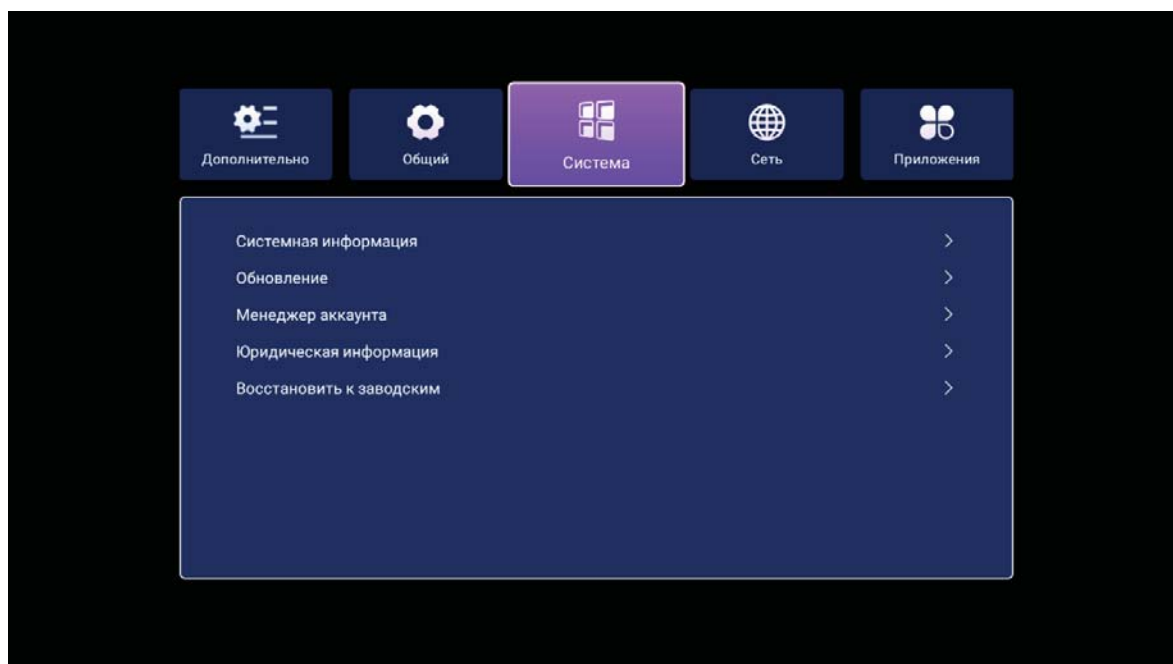 Дополнительно
Общий
Система
Сеть
Приложения
Системная информация
Обновление
Менеджер аккаунта
Юридическая информация
Восстановить к заводским